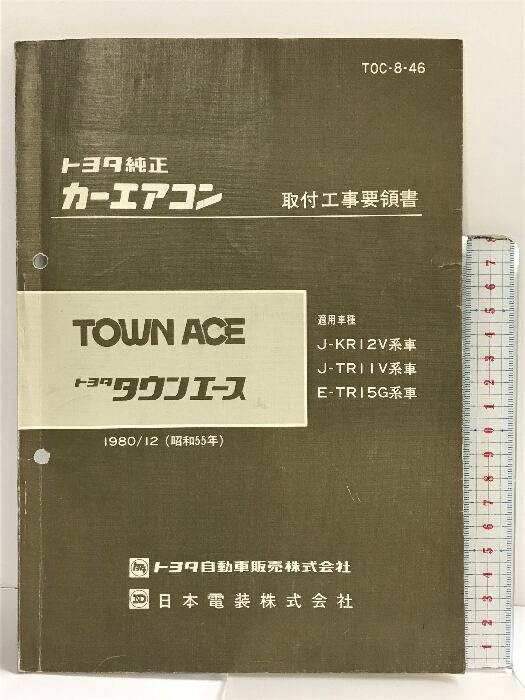 TOC-8-46
トヨタ純正
カーエアコン 取付工事要領書
TOWN ACE
トヨタ タウンエース
適用車種
J-KR12V系車
J-TR11V系車
E-TR15G系車
1980/12 (昭和55年)
トヨタ自動車販売株式会社
ND 日本電装株式会社